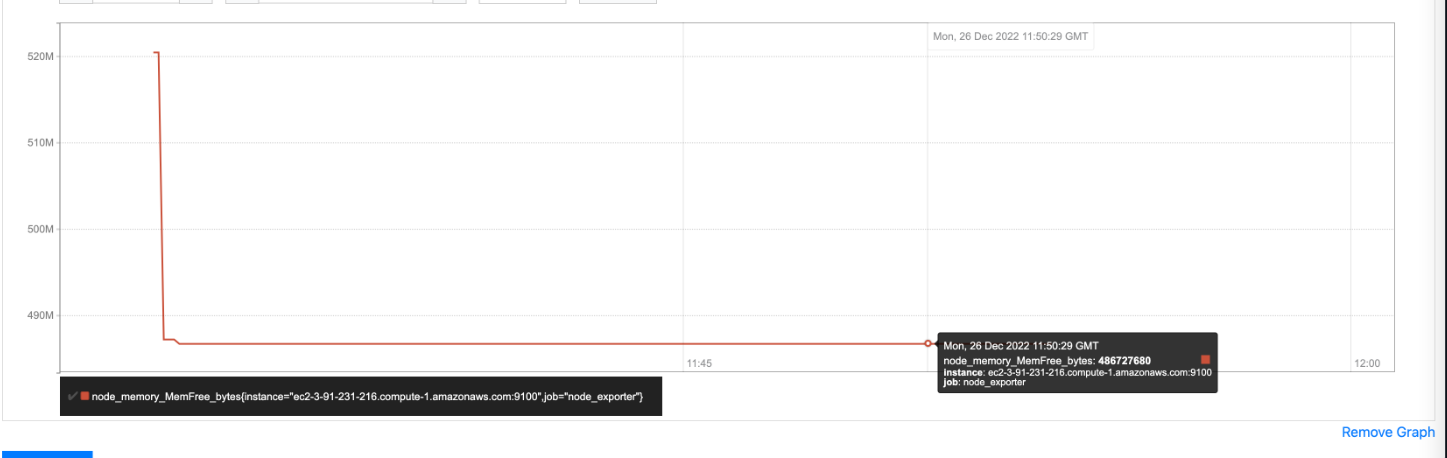 Mon, 26 Dec 2022 11:50:29 GMT
520M
510M
500M
490M
11:45
12:00
Mon, 26 Dec 2022 11:50:29 GMT
node_memory_MemFree_bytes: 486727680
instance: ec2-3-91-231-216.compute-1.amazonaws.com:9100
job: node_exporter
node_memory_MemFree_bytes{instance="ec2-3-91-231-216.compute-1.amazonaws.com:9100",job="node_exporter"}
Remove Graph